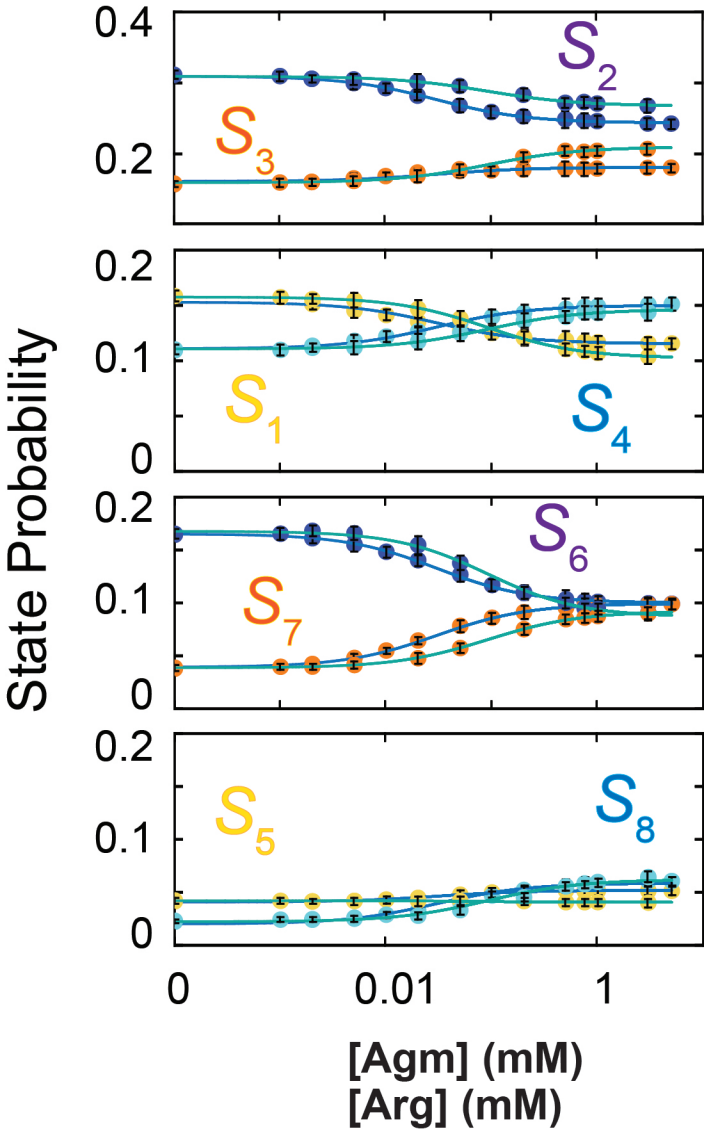 0.4
S2
S3
0.2
0.2
0.1
S1
S4
0
State Probability
0.2
S6
0.1
S7
0
0.2
S5
S8
0.1
0
0 0.01 1
[Agm] (mM)
[Arg] (mM)